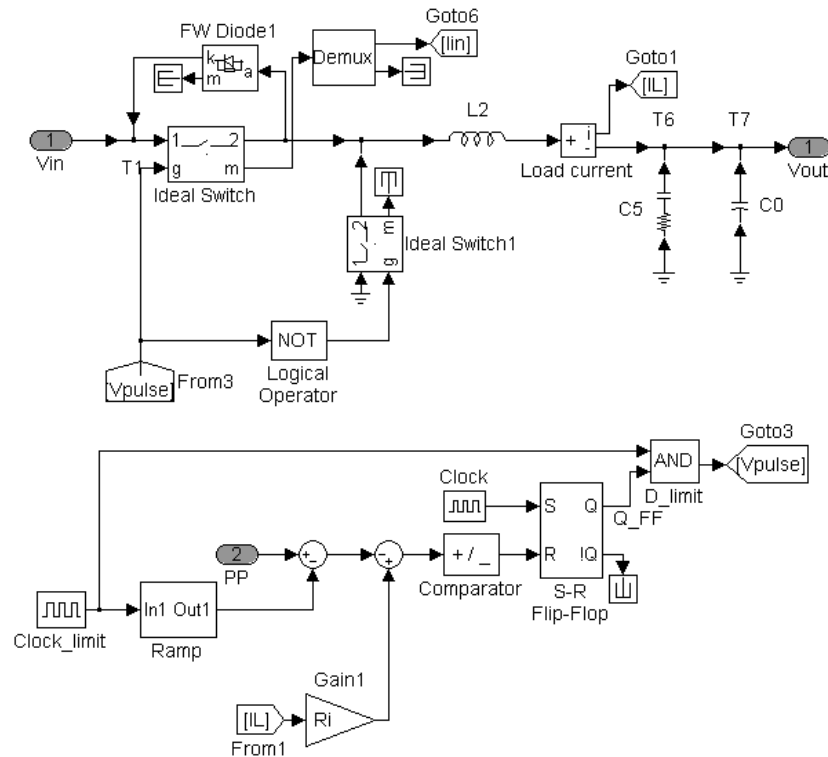 Goto6
FW Diode1
[Iin]
Demux
k
m
a
Goto1
[IL]
L2
T6
T7
1
Vin
1
2
g
m
T1
Ideal Switch
+
i
-
Load current
1
Vout
C5
C0
2
m
1
g
Ideal Switch1
NOT
Logical
Operator
[Vpulse]
From3
Goto3
AND
[Vpulse]
D_limit
Clock
S
Q
Q_FF
R
!Q
S-R
Flip-Flop
2
PP
+
-
-
+
+ / _
Comparator
In1
Out1
Ramp
Clock_limit
Gain1
[IL]
From1
Ri